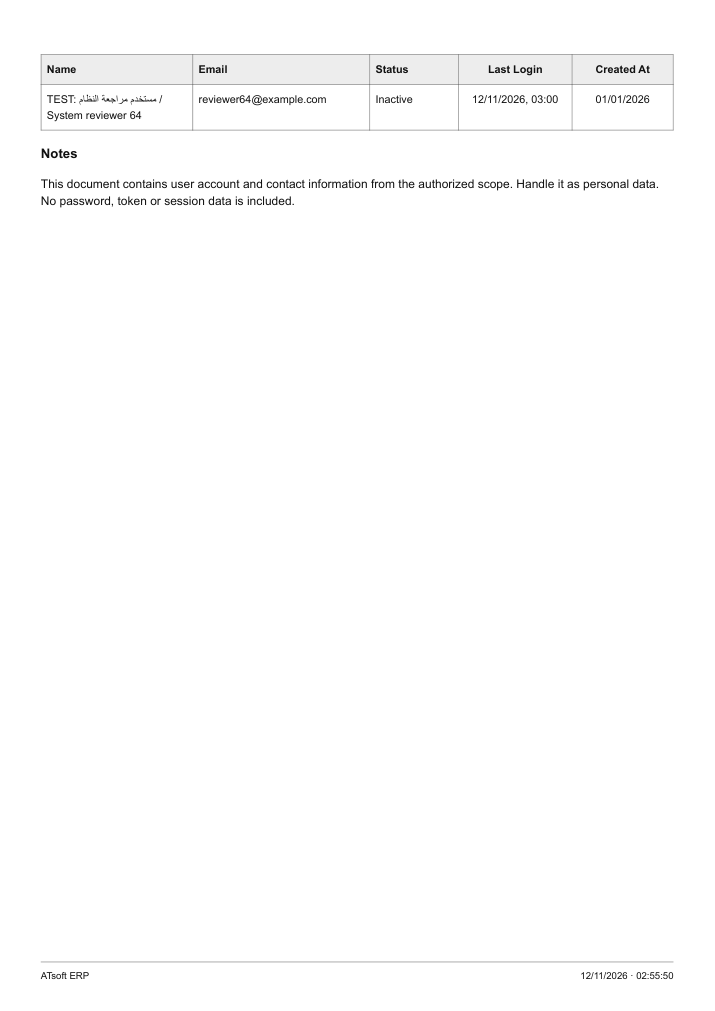 Name Email Status Last Login Created At
TEST: مستخدم مراجعة النظام / reviewer64@example.com Inactive 12/11/2026, 03:00 01/01/2026
System reviewer 64
Notes
This document contains user account and contact information from the authorized scope. Handle it as personal data.
No password, token or session data is included.
ATsoft ERP 12/11/2026 · 02:55:50